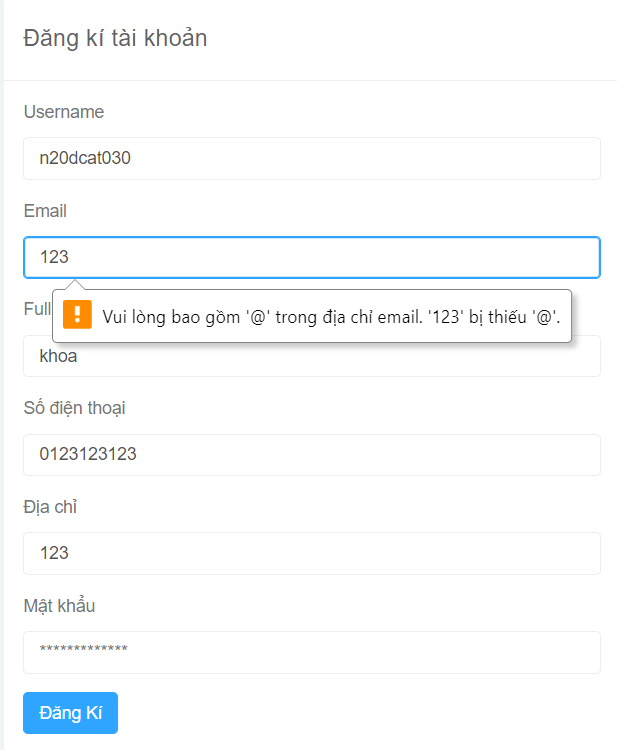 Đăng kí tài khoản
Username
n20dcat030
Email
123
Vui lòng bao gồm '@' trong địa chỉ email. '123' bị thiếu '@'.
Full
khoa
Số điện thoại
0123123123
Địa chỉ
123
Mật khẩu
*************
Đăng Kí